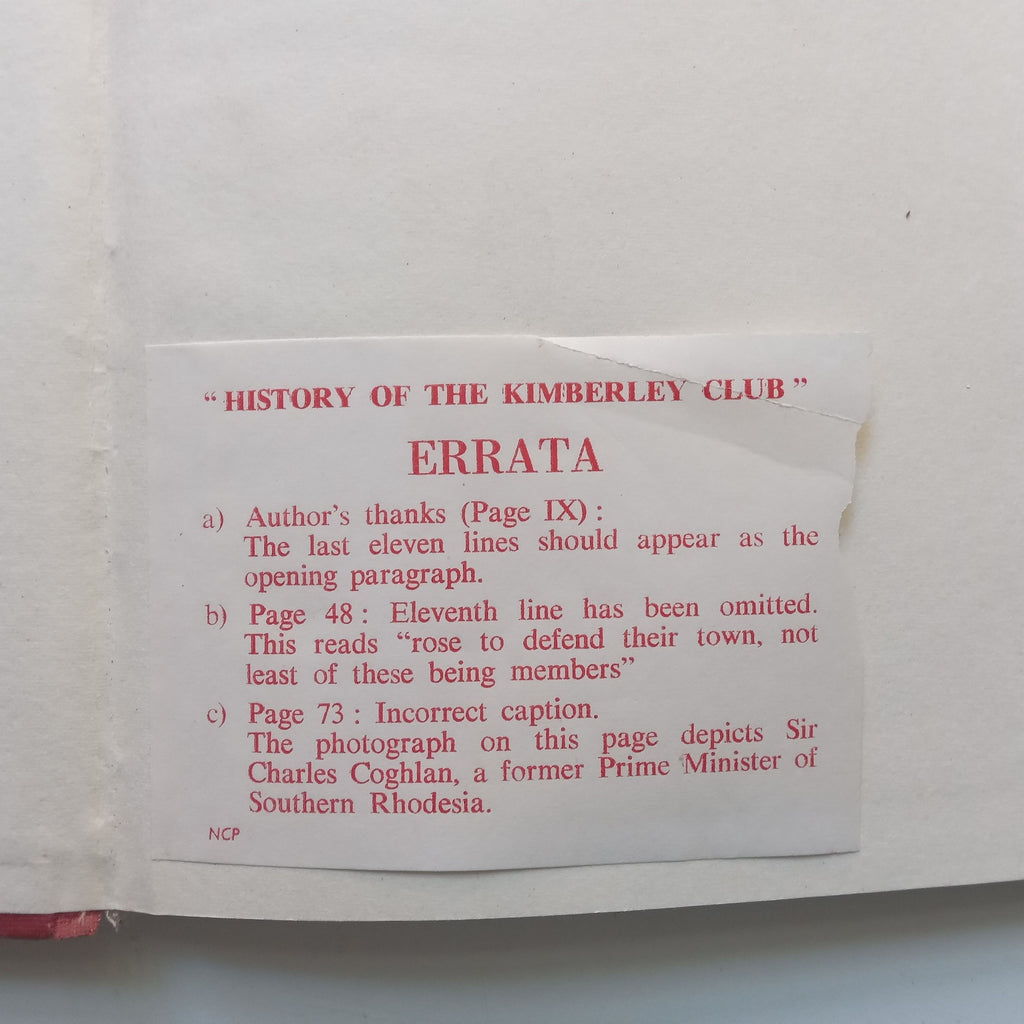 “HISTORY OF THE KIMBERLEY CLUB”
ERRATA
a) Author's thanks (Page IX) :
The last eleven lines should appear as the
opening paragraph.
b) Page 48 : Eleventh line has been omitted.
This reads “rose to defend their town, not
least of these being members”
c) Page 73 : Incorrect caption.
The photograph on this page depicts Sir
Charles Coghlan, a former Prime Minister of
Southern Rhodesia.
NCP